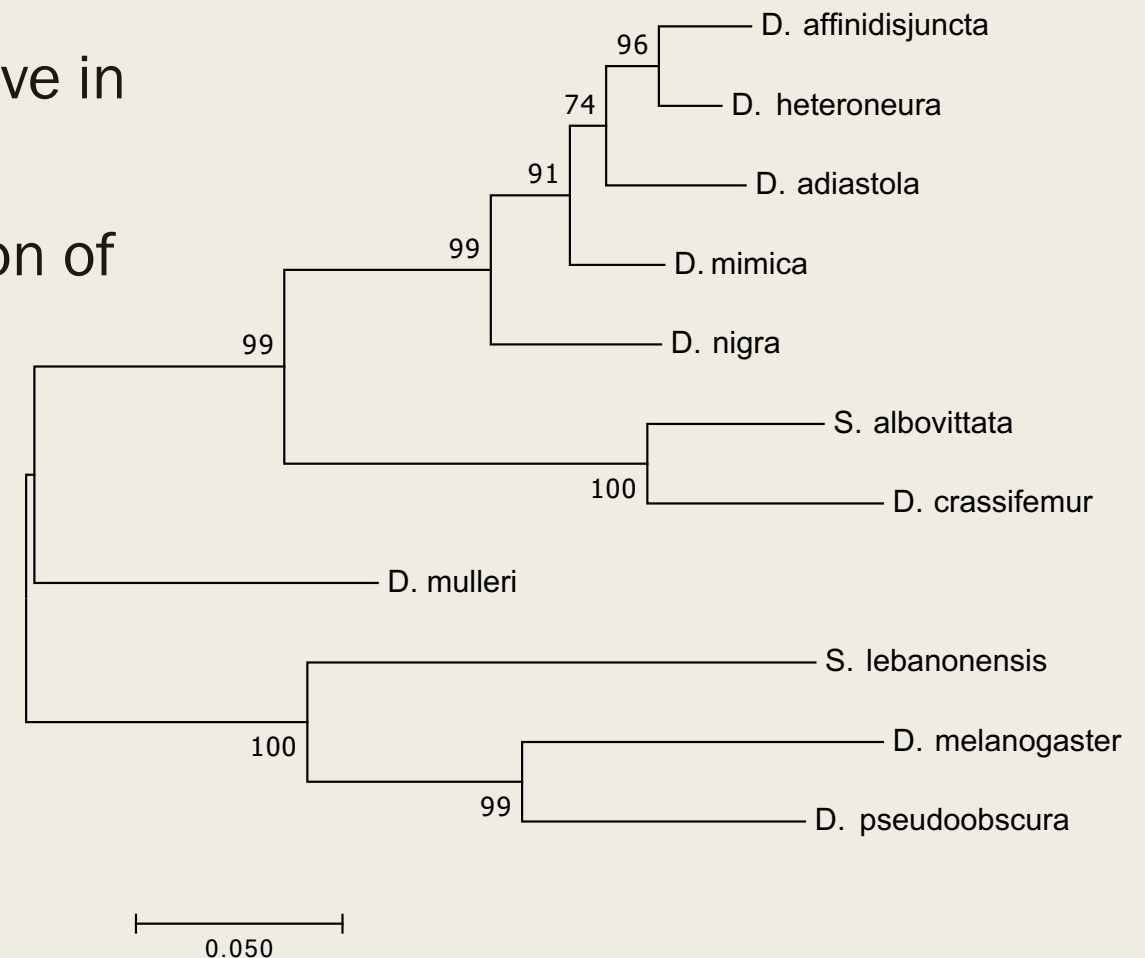 ve in
on of
D. affinidisjuncta
96
D. heteroneura
74
D. adiastola
91
D. mimica
99
D. nigra
99
S. albovittata
100
D. crassifemur
D. mulleri
S. lebanonensis
100
D. melanogaster
99
D. pseudoobscura
0.050